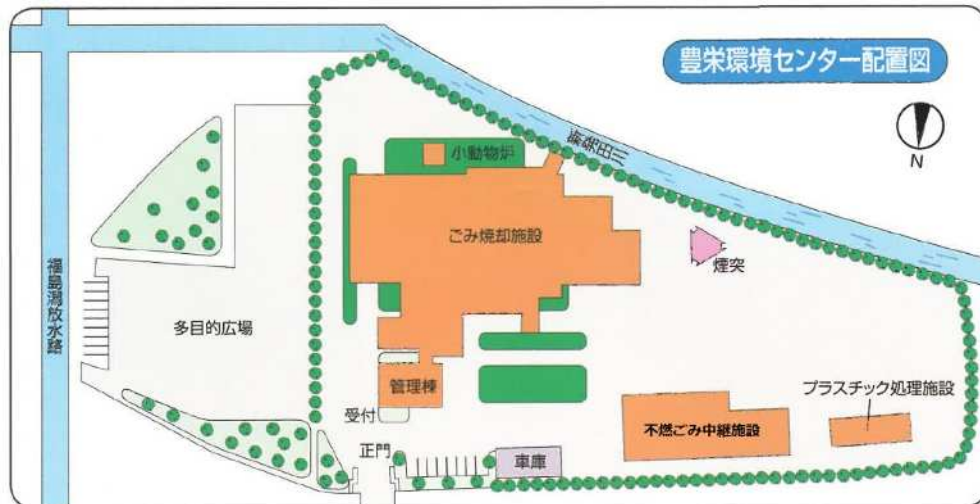 豊栄環境センター配置図
N
小動物炉
ごみ焼却施設
煙突
福島潟放水路
多目的広場
管理棟
プラスチック処理施設
受付
不燃ごみ中継施設
正門
車庫